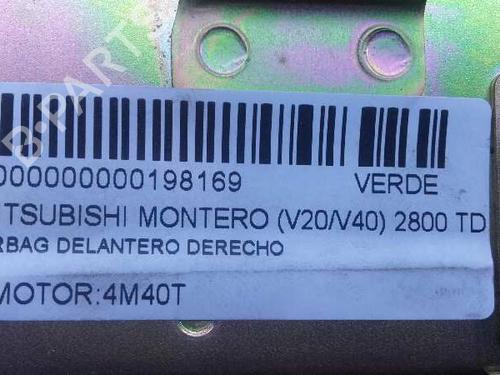 B-PARTS
000000000198169 VERDE
TSUBISHI MONTERO (V20/V40) 2800 TD
RBAG DELANTERO DERECHO
MOTOR:4M40T